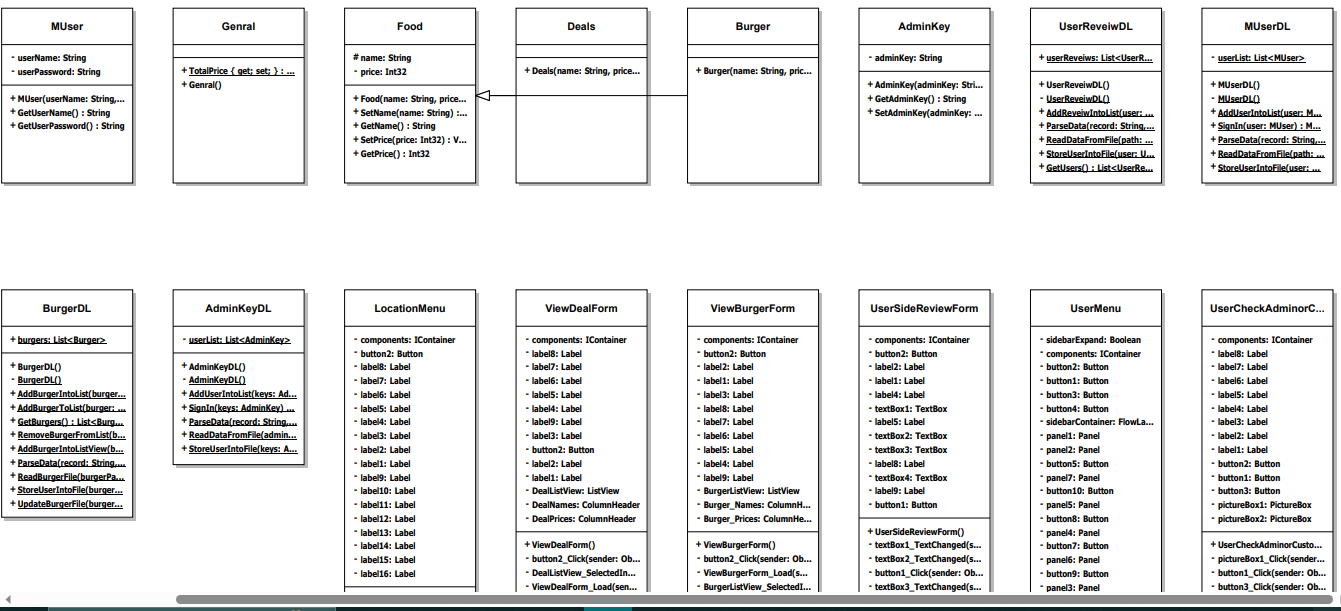 MUser
- userName: String
- userPassword: String
+ MUser(userName: String,...
+ GetUserName() : String
+ GetUserPassword() : String
Genral
+ TotalPrice { get; set; } : ...
+ Genral()
Food
# name: String
- price: Int32
+ Food(name: String, price...
+ SetName(name: String) :...
+ GetName() : String
+ SetPrice(price: Int32) : V...
+ GetPrice() : Int32
Deals
+ Deals(name: String, price...
Burger
+ Burger(name: String, pric...
AdminKey
- adminKey: String
+ AdminKey(adminKey: Stri...
+ GetAdminKey() : String
+ SetAdminKey(adminKey: ...
UserReveiwDL
+ userReveiws: List<UserR...
+ UserReveiwDL()
- UserReveiwDL()
+ AddReveiwIntoList(user: ...
+ ParseData(record: String,...
+ ReadDataFromFile(path: ...
+ StoreUserIntoFile(user: U...
+ GetUsers() : List<UserRe...
MUserDL
- userList: List<MUser>
+ MUserDL()
- MUserDL()
+ AddUserIntoList(user: M...
+ SignIn(user: MUser) : M...
+ ParseData(record: String,...
+ ReadDataFromFile(path: ...
+ StoreUserIntoFile(user: ...
BurgerDL
+ burgers: List<Burger>
+ BurgerDL()
- BurgerDL()
+ AddBurgerIntoList(burger...
+ AddBurgerToList(burger: ...
+ GetBurgers() : List<Burg...
+ RemoveBurgerFromList(b...
+ AddBurgerIntoListView(b...
+ ParseData(record: String,...
+ ReadBurgerFile(burgerPa...
+ StoreUserIntoFile(burger...
+ UpdateBurgerFile(burger...
AdminKeyDL
- userList: List<AdminKey>
+ AdminKeyDL()
- AdminKeyDL()
+ AddUserIntoList(keys: Ad...
+ SignIn(keys: AdminKey) ...
+ ParseData(record: String,...
+ ReadDataFromFile(admin...
+ StoreUserIntoFile(keys: A...
LocationMenu
- components: IContainer
- button2: Button
- label8: Label
- label7: Label
- label6: Label
- label5: Label
- label4: Label
- label3: Label
- label2: Label
- label1: Label
- label9: Label
- label10: Label
- label11: Label
- label12: Label
- label13: Label
- label14: Label
- label15: Label
- label16: Label
ViewDealForm
- components: IContainer
- label8: Label
- label7: Label
- label6: Label
- label5: Label
- label4: Label
- label9: Label
- label3: Label
- button2: Button
- label2: Label
- label1: Label
- DealListView: ListView
- DealNames: ColumnHeader
- DealPrices: ColumnHeader
+ ViewDealForm()
- button2_Click(sender: Ob...
- DealListView_SelectedIn...
- ViewDealForm_Load(sen...
ViewBurgerForm
- components: IContainer
- button2: Button
- label2: Label
- label1: Label
- label3: Label
- label8: Label
- label7: Label
- label6: Label
- label5: Label
- label4: Label
- label9: Label
- BurgerListView: ListView
- Burger_Names: ColumnH...
- Burger_Prices: ColumnHe...
+ ViewBurgerForm()
- button2_Click(sender: Ob...
- ViewBurgerForm_Load(s...
- BurgerListView_SelectedI...
UserSideReviewForm
- components: IContainer
- button2: Button
- label2: Label
- label1: Label
- label4: Label
- textBox1: TextBox
- label5: Label
- textBox2: TextBox
- textBox3: TextBox
- label8: Label
- textBox4: TextBox
- label9: Label
- button1: Button
+ UserSideReviewForm()
- textBox1_TextChanged(s...
- textBox2_TextChanged(s...
- button1_Click(sender: Ob...
- textBox3_TextChanged(s...
UserMenu
- sidebarExpand: Boolean
- components: IContainer
- button2: Button
- button1: Button
- button3: Button
- button4: Button
- sidebarContainer: FlowLa...
- panel1: Panel
- panel2: Panel
- button5: Button
- panel7: Panel
- button10: Button
- panel5: Panel
- button8: Button
- panel4: Panel
- button7: Button
- panel6: Panel
- button9: Button
- panel3: Panel
UserCheckAdminorC...
- components: IContainer
- label8: Label
- label7: Label
- label6: Label
- label5: Label
- label4: Label
- label3: Label
- label2: Label
- label1: Label
- button2: Button
- button1: Button
- button3: Button
- pictureBox1: PictureBox
- pictureBox2: PictureBox
+ UserCheckAdminorCusto...
- pictureBox1_Click(sender...
- button1_Click(sender: Ob...
- button3_Click(sender: Ob...